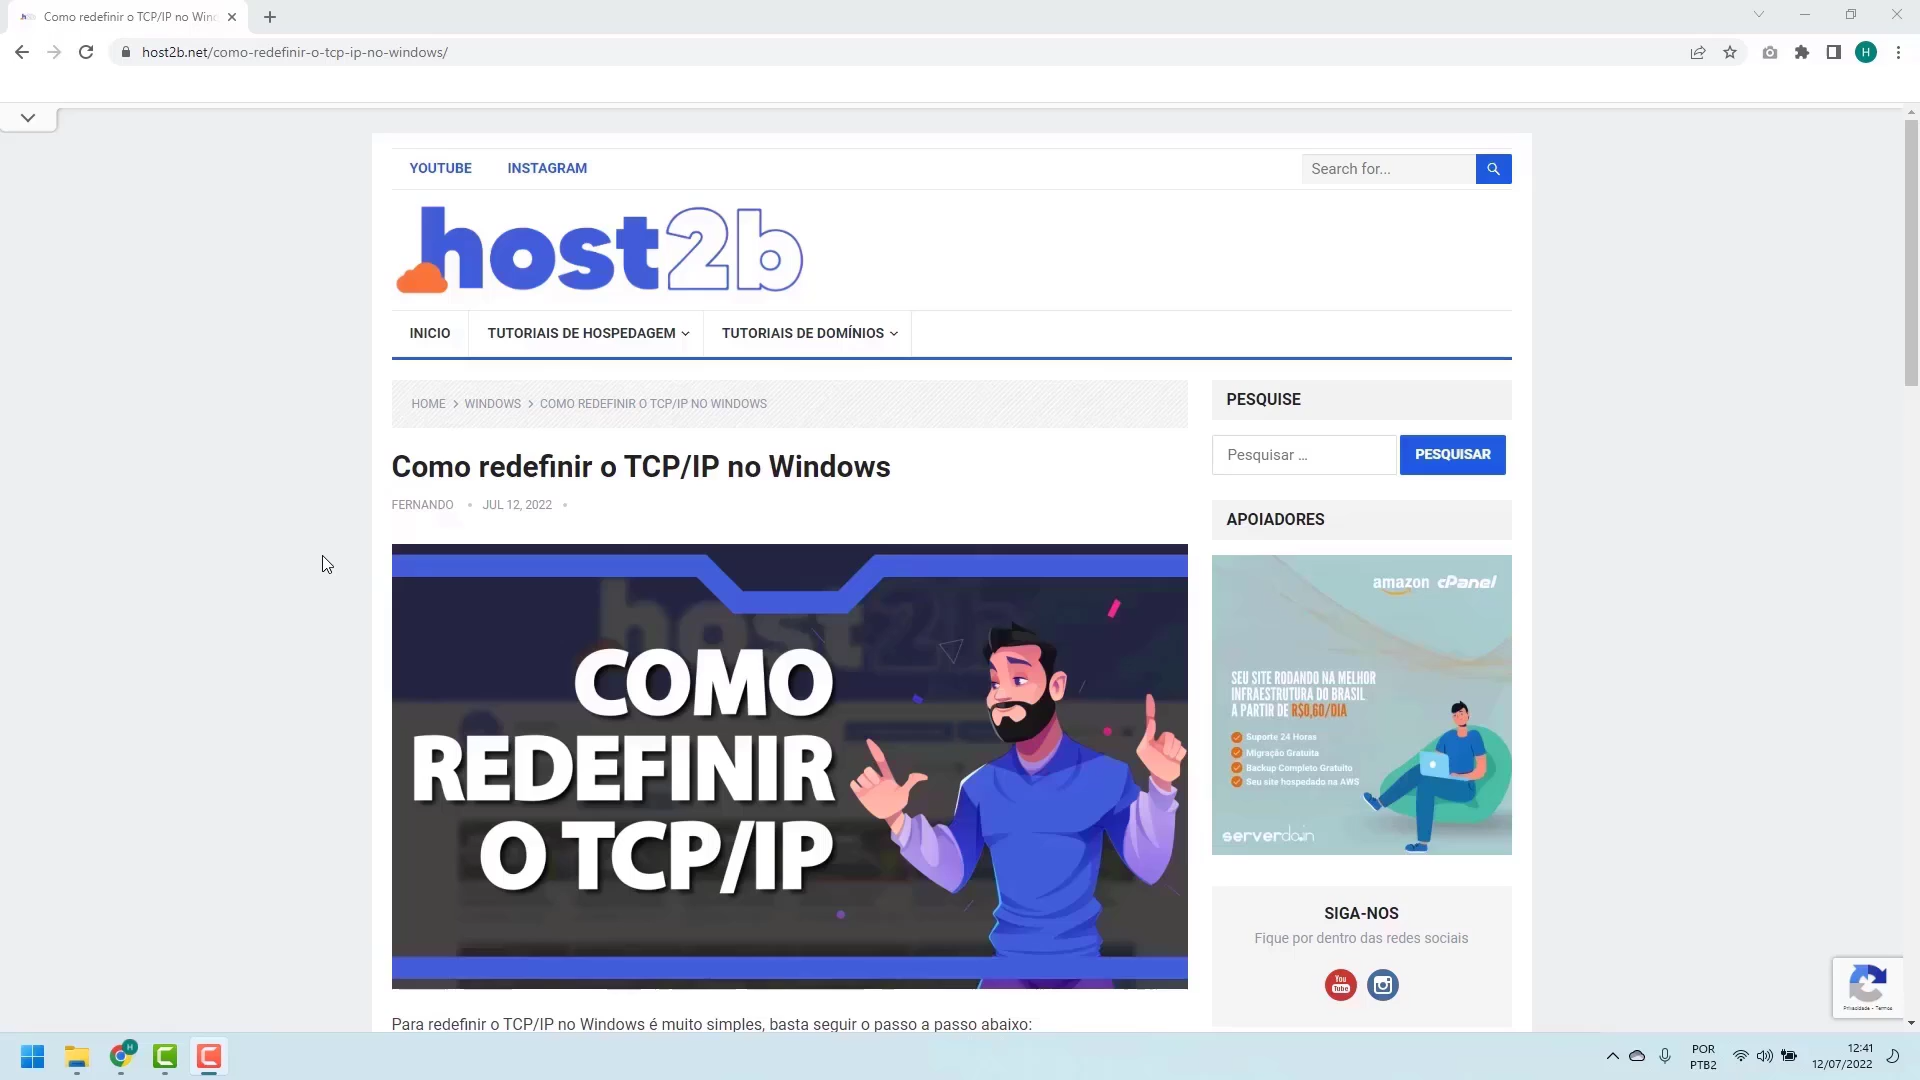 Como redefinir o TCP/IP no Wind
host2b.net/como-redefinir-o-tcp-ip-no-windows/
H
YOUTUBE INSTAGRAM
Search for...
host2b
INICIO TUTORIAIS DE HOSPEDAGEM TUTORIAIS DE DOMÍNIOS
HOME > WINDOWS > COMO REDEFINIR O TCP/IP NO WINDOWS
Como redefinir o TCP/IP no Windows
FERNANDO • JUL 12, 2022 •
COMO
REDEFINIR
O TCP/IP
Para redefinir o TCP/IP no Windows é muito simples, basta seguir o passo a passo abaixo:
PESQUISE
Pesquisar …
PESQUISAR
APOIADORES
amazon cPanel
SEU SITE RODANDO NA MELHOR
INFRAESTRUTURA DO BRASIL
A PARTIR DE R$0,60/DIA
Suporte 24 Horas
Migração Gratuita
Backup Completo Gratuito
Seu site hospedado na AWS
serverdo.in
SIGA-NOS
Fique por dentro das redes sociais
You
Tube
Privacidade - Termos
H
POR
PTB2
12:41
12/07/2022